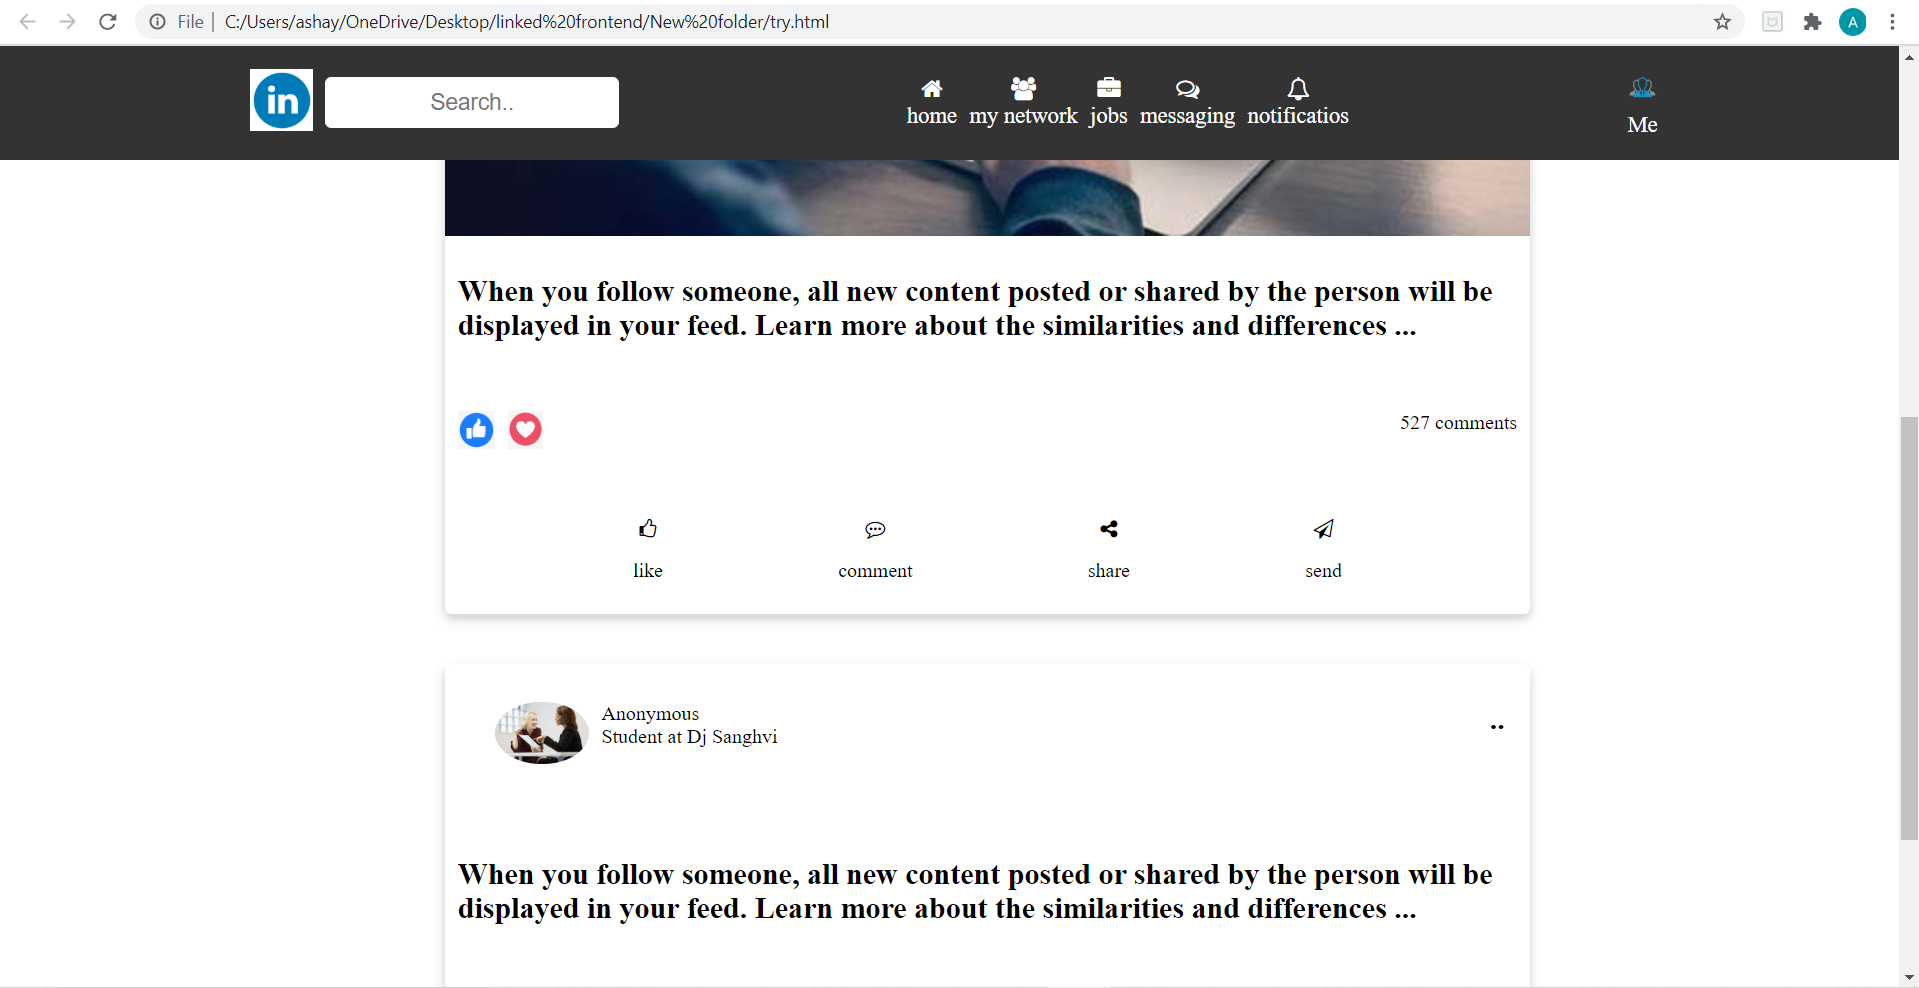 File | C:/Users/ashay/OneDrive/Desktop/linked%20frontend/New%20folder/try.html
A
in
Search..
home my network jobs messaging notificatios
Me
When you follow someone, all new content posted or shared by the person will be
displayed in your feed. Learn more about the similarities and differences ...
527 comments
like comment share send
Anonymous
Student at Dj Sanghvi
..
When you follow someone, all new content posted or shared by the person will be
displayed in your feed. Learn more about the similarities and differences ...